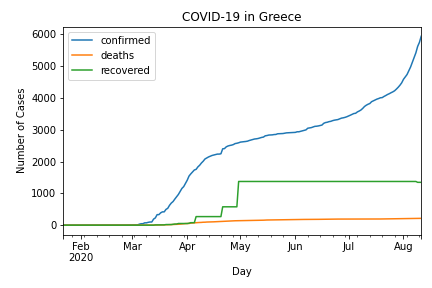 COVID-19 in Greece
confirmed
deaths
recovered
Number of Cases
6000
5000
4000
3000
2000
1000
0
Feb Mar Apr May Jun Jul Aug
2020
Day